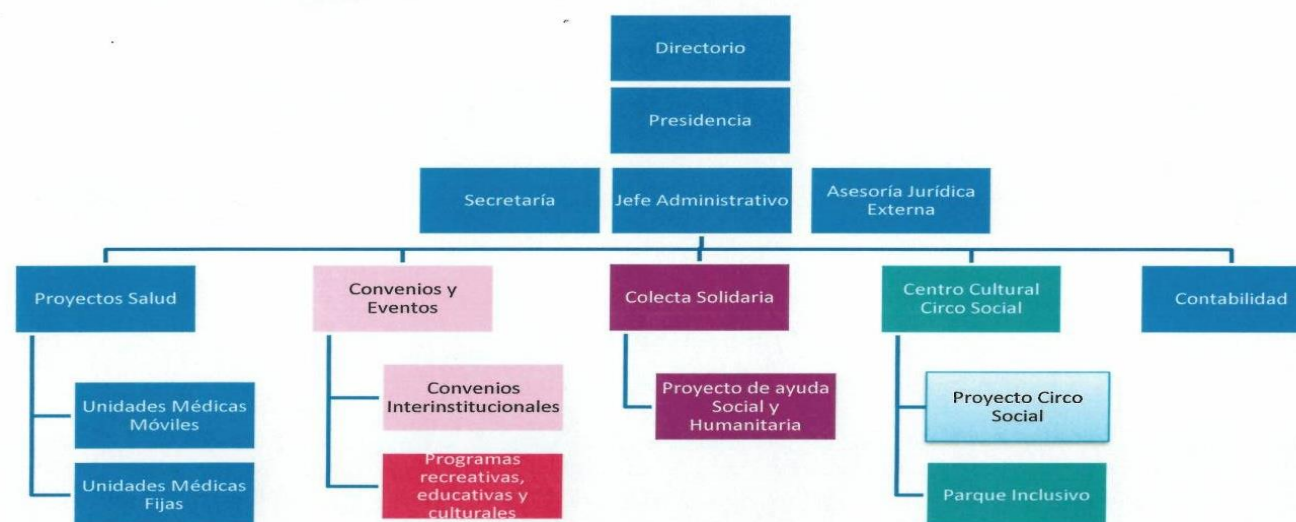 Directorio
Presidencia
Secretaría
Jefe Administrativo
Asesoría Jurídica
Externa
Proyectos Salud
Convenios y
Eventos
Colecta Solidaria
Centro Cultural
Circo Social
Contabilidad
Unidades Médicas
Móviles
Convenios
Interinstitucionales
Proyecto de ayuda
Social y
Humanitaria
Proyecto Circo
Social
Unidades Médicas
Fijas
Programas
recreativas,
educativas y
culturales
Parque Inclusivo